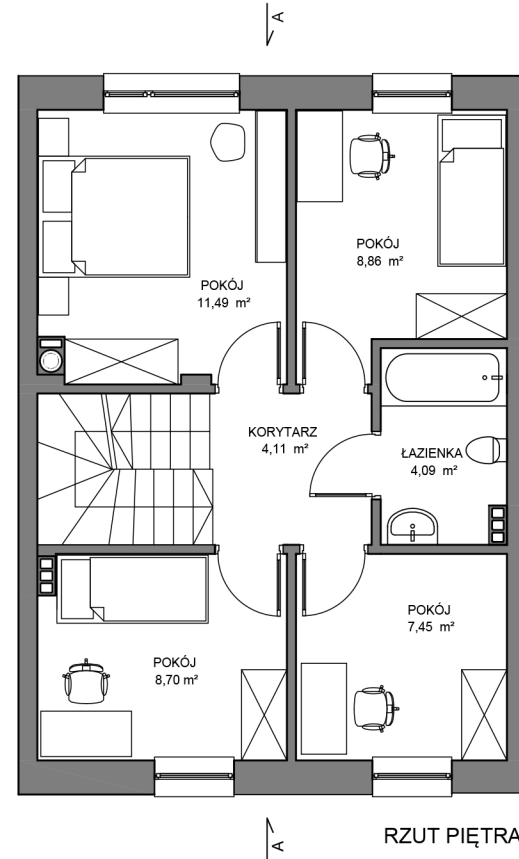 A
POKÓJ
11,49 m²
POKÓJ
8,86 m²
KORYTARZ
4,11 m²
ŁAZIENKA
4,09 m²
POKÓJ
8,70 m²
POKÓJ
7,45 m²
A
RZUT PIĘTRA